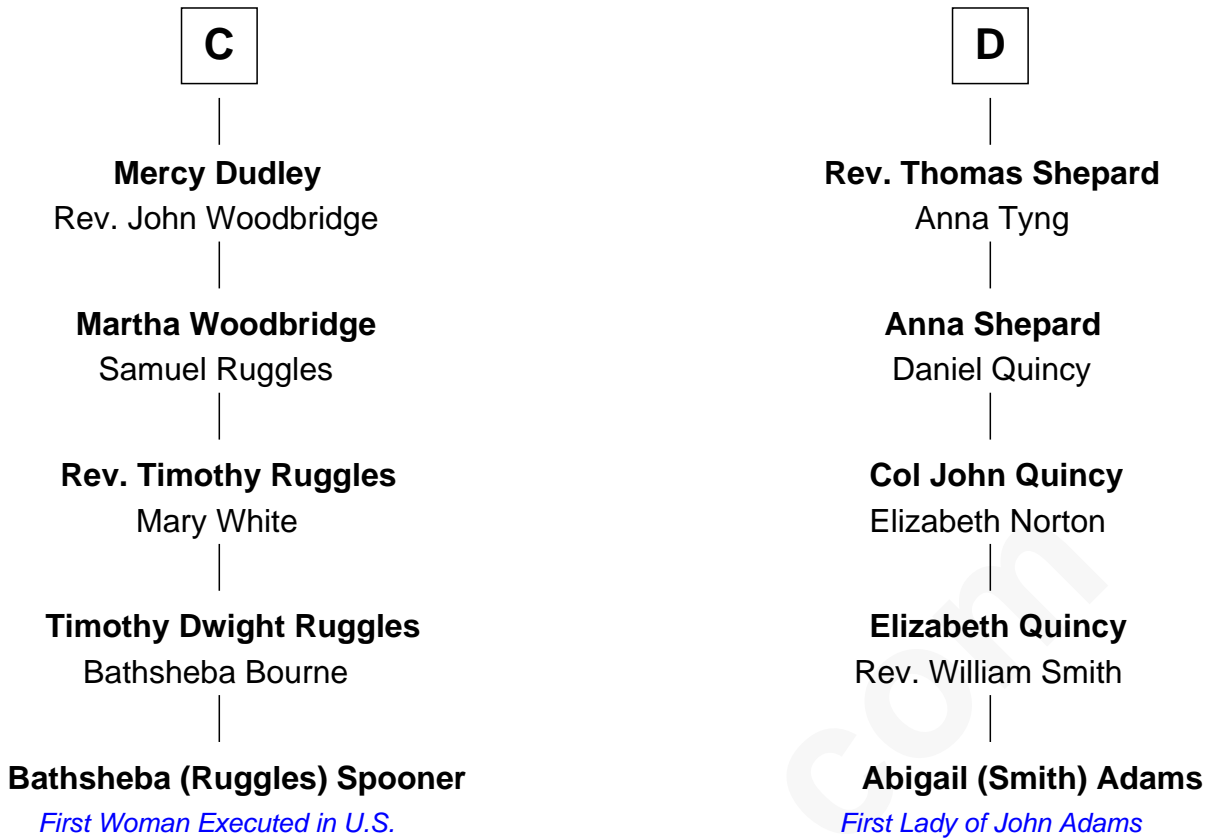 C
Mercy Dudley
Rev. John Woodbridge
Martha Woodbridge
Samuel Ruggles
Rev. Timothy Ruggles
Mary White
Timothy Dwight Ruggles
Bathsheba Bourne
Bathsheba (Ruggles) Spooner
First Woman Executed in U.S.
D
Rev. Thomas Shepard
Anna Tyng
Anna Shepard
Daniel Quincy
Col John Quincy
Elizabeth Norton
Elizabeth Quincy
Rev. William Smith
Abigail (Smith) Adams
First Lady of John Adams
com